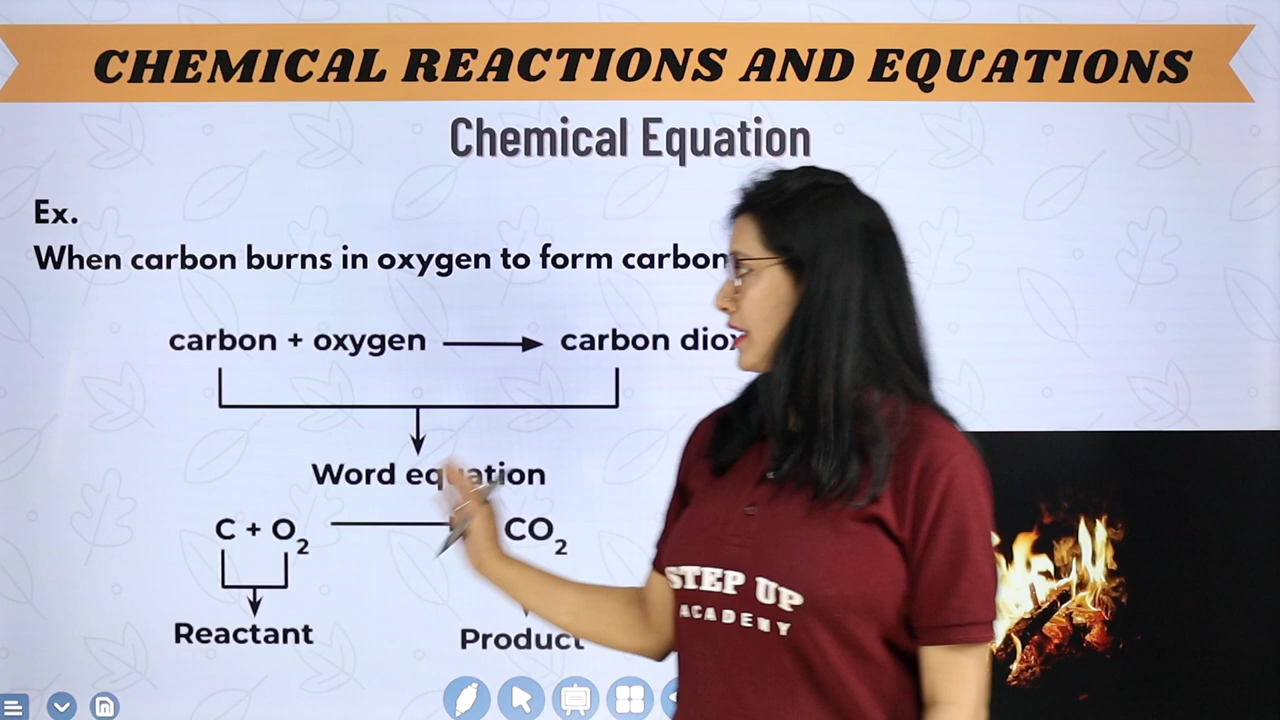 CHEMICAL REACTIONS AND EQUATIONS
Chemical Equation
Ex.
When carbon burns in oxygen to form carbon
carbon + oxygen ⟶ carbon diox
Word equation
C + O₂ ⟶ CO₂
Reactant
Product
STEP UP
ACADEMY